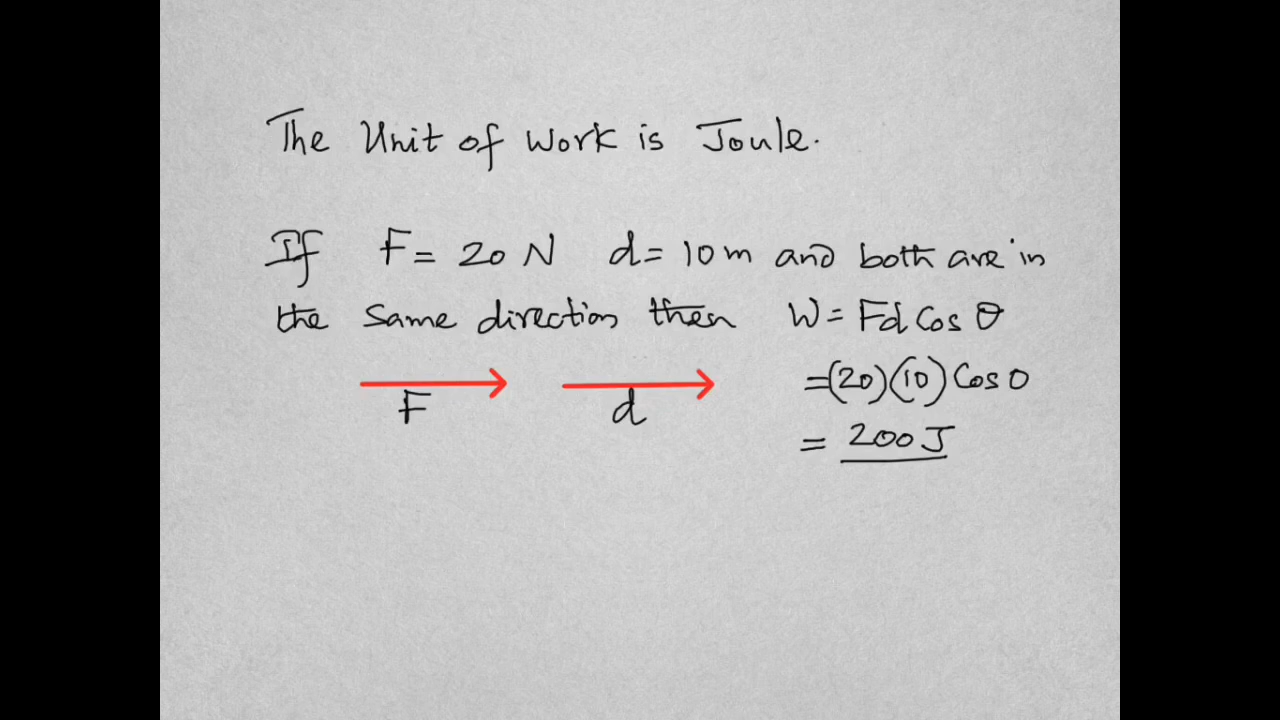 The Unit of Work is Joule.
If F = 20 N d = 10 m and both are in
the same direction then W = Fd Cos θ
= (20) (10) Cos 0
F d
= 200 J